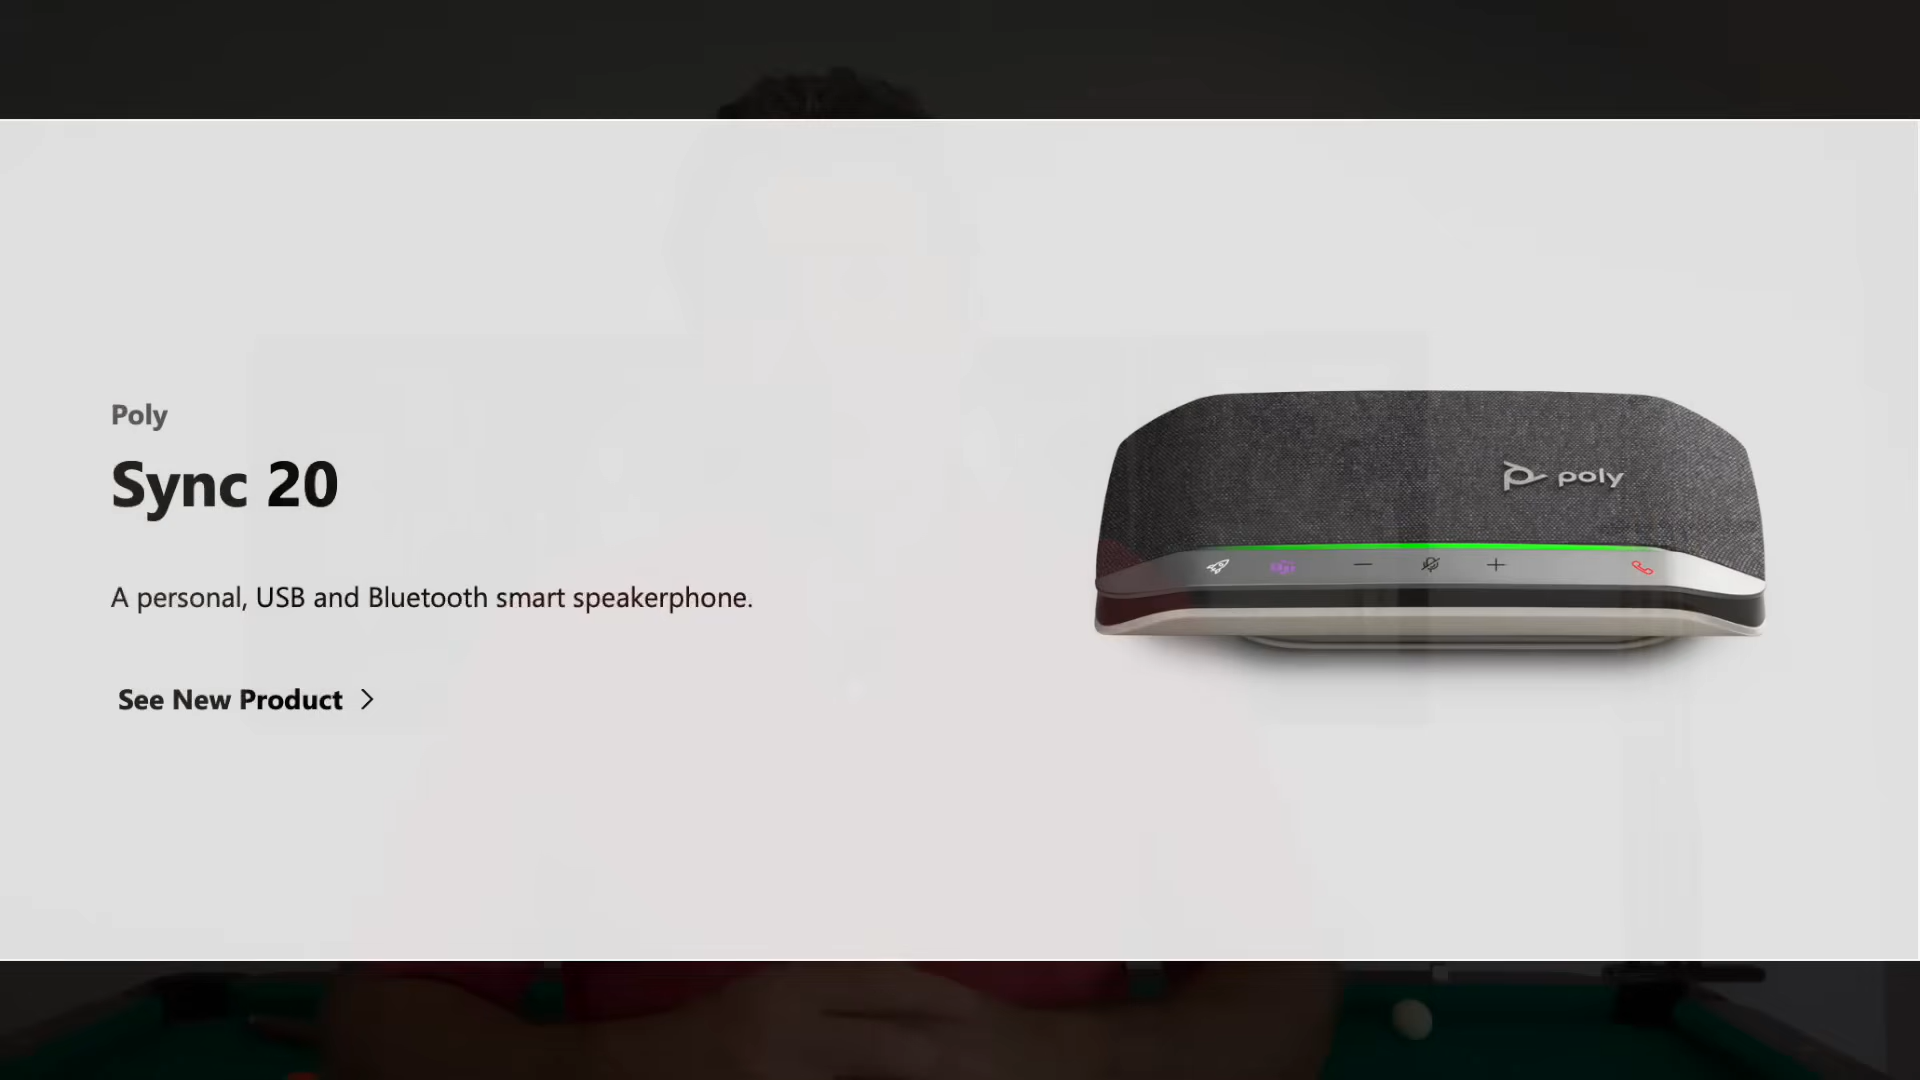 Poly
Sync 20
A personal, USB and Bluetooth smart speakerphone.
See New Product
poly